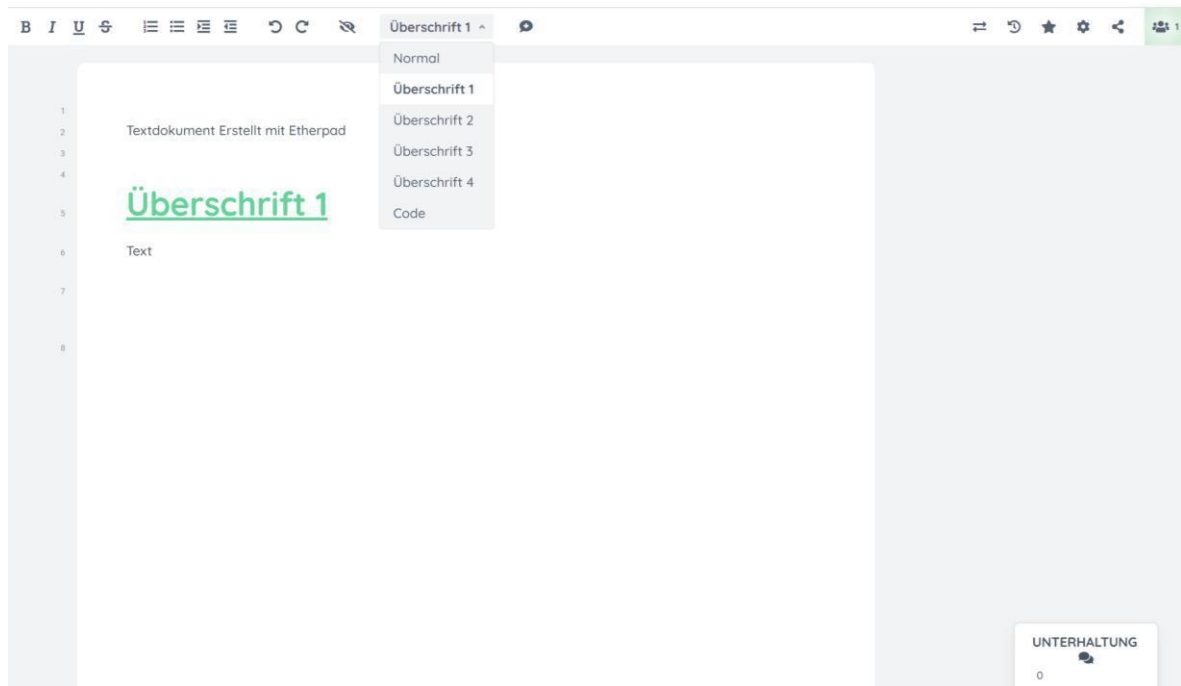 B I U S Überschrift 1 1
Normal
Überschrift 1
Überschrift 2
Überschrift 3
Überschrift 4
Code
1
2 Textdokument Erstellt mit Etherpad
3
4
5 Überschrift 1
6 Text
7
8
UNTERHALTUNG
0